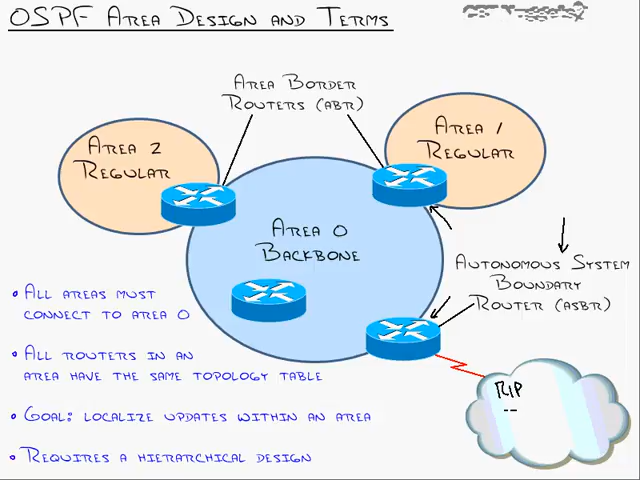 OSPF Area Design and Terms
Area Border
Routers (ABR)
Area 2
Regular
Area 1
Regular
Area 0
Backbone
Autonomous System
Boundary
Router (ASBR)
RIP
• All areas must
connect to area 0
• All routers in an
area have the same topology table
• Goal: localize updates within an area
• Requires a hierarchical design